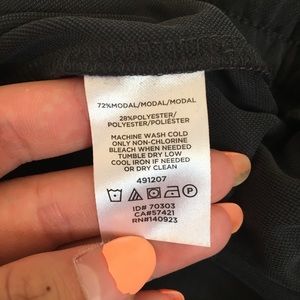 72%MODAL/MODAL/MODAL
28%POLYESTER/
POLYESTER/POLIÉSTER
MACHINE WASH COLD
ONLY NON-CHLORINE
BLEACH WHEN NEEDED
TUMBLE DRY LOW
COOL IRON IF NEEDED
OR DRY CLEAN
491207
ID# 70303
CA#57421
RN#140923